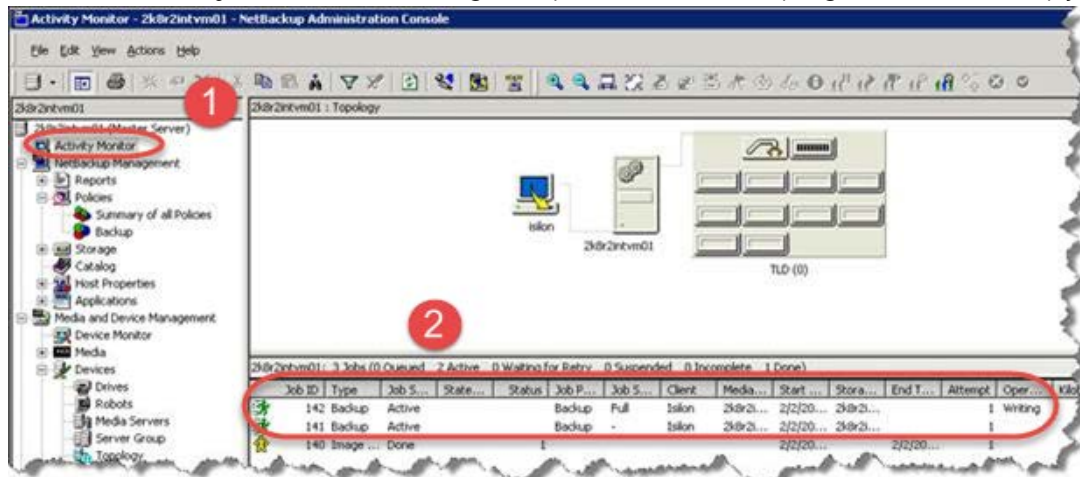 Activity Monitor - 2k8r2intvm01 - NetBackup Administration Console
File Edit View Actions Help
1
2k8r2intvm01
2k8r2intvm01 : Topology
2k8r2intvm01 (Master Server)
Activity Monitor
NetBackup Management
Reports
Policies
Summary of all Policies
Backup
Storage
Catalog
Host Properties
Applications
Media and Device Management
Device Monitor
Media
Devices
Drives
Robots
Media Servers
Server Group
Topology
isilon
2k8r2intvm01
TLD (0)
2
2k8r2intvm01: 3 Jobs (0 Queued 2 Active 0 Waiting for Retry 0 Suspended 0 Incomplete 1 Done)
Job ID Type Job S... State... Status Job P... Job S... Client Media... Start ... Stora... End T... Attempt Oper... Kilo
142 Backup Active Backup Full Isilon 2k8r2i... 2/2/20... 2k8r2i... 1 Writing
141 Backup Active Backup - Isilon 2k8r2i... 2/2/20... 2k8r2i... 1
140 Image ... Done 1 2/2/20... 2/2/20... 1